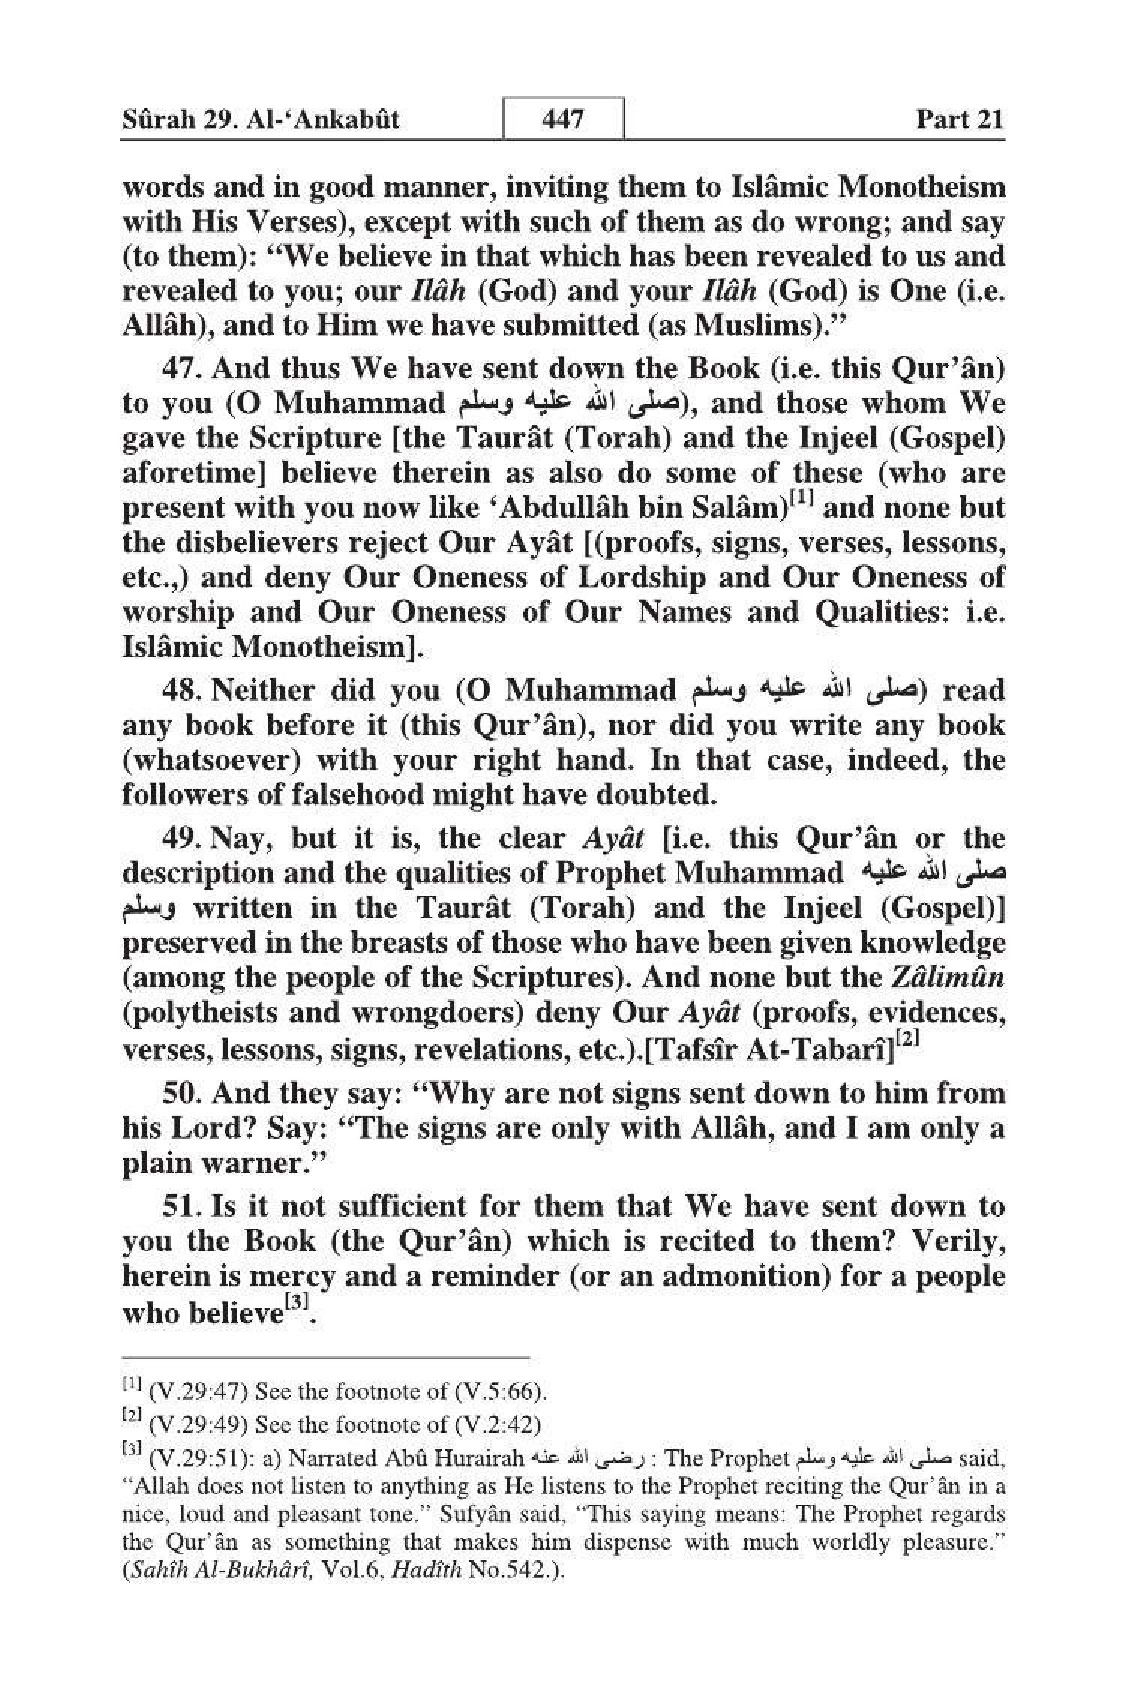 Sûrah 29. Al-‘Ankabût 447 Part 21
words and in good manner, inviting them to Islâmic Monotheism
with His Verses), except with such of them as do wrong; and say
(to them): “We believe in that which has been revealed to us and
revealed to you; our Ilâh (God) and your Ilâh (God) is One (i.e.
Allâh), and to Him we have submitted (as Muslims).”
47. And thus We have sent down the Book (i.e. this Qur’ân)
to you (O Muhammad صلى الله عليه وسلم), and those whom We
gave the Scripture [the Taurât (Torah) and the Injeel (Gospel)
aforetime] believe therein as also do some of these (who are
present with you now like ‘Abdullâh bin Salâm)[1] and none but
the disbelievers reject Our Ayât [(proofs, signs, verses, lessons,
etc.,) and deny Our Oneness of Lordship and Our Oneness of
worship and Our Oneness of Our Names and Qualities: i.e.
Islâmic Monotheism].
48. Neither did you (O Muhammad صلى الله عليه وسلم) read
any book before it (this Qur’ân), nor did you write any book
(whatsoever) with your right hand. In that case, indeed, the
followers of falsehood might have doubted.
49. Nay, but it is, the clear Ayât [i.e. this Qur’ân or the
description and the qualities of Prophet Muhammad صلى الله عليه
وسلم written in the Taurât (Torah) and the Injeel (Gospel)]
preserved in the breasts of those who have been given knowledge
(among the people of the Scriptures). And none but the Zâlimûn
(polytheists and wrongdoers) deny Our Ayât (proofs, evidences,
verses, lessons, signs, revelations, etc.).[Tafsîr At-Tabarî][2]
50. And they say: “Why are not signs sent down to him from
his Lord? Say: “The signs are only with Allâh, and I am only a
plain warner.”
51. Is it not sufficient for them that We have sent down to
you the Book (the Qur’ân) which is recited to them? Verily,
herein is mercy and a reminder (or an admonition) for a people
who believe[3].
[1] (V.29:47) See the footnote of (V.5:66).
[2] (V.29:49) See the footnote of (V.2:42)
[3] (V.29:51): a) Narrated Abû Hurairah رضى الله عنه : The Prophet صلى الله عليه وسلم said,
“Allah does not listen to anything as He listens to the Prophet reciting the Qur’ân in a
nice, loud and pleasant tone.” Sufyân said, “This saying means: The Prophet regards
the Qur’ân as something that makes him dispense with much worldly pleasure.”
(Sahîh Al-Bukhârî, Vol.6, Hadîth No.542.).